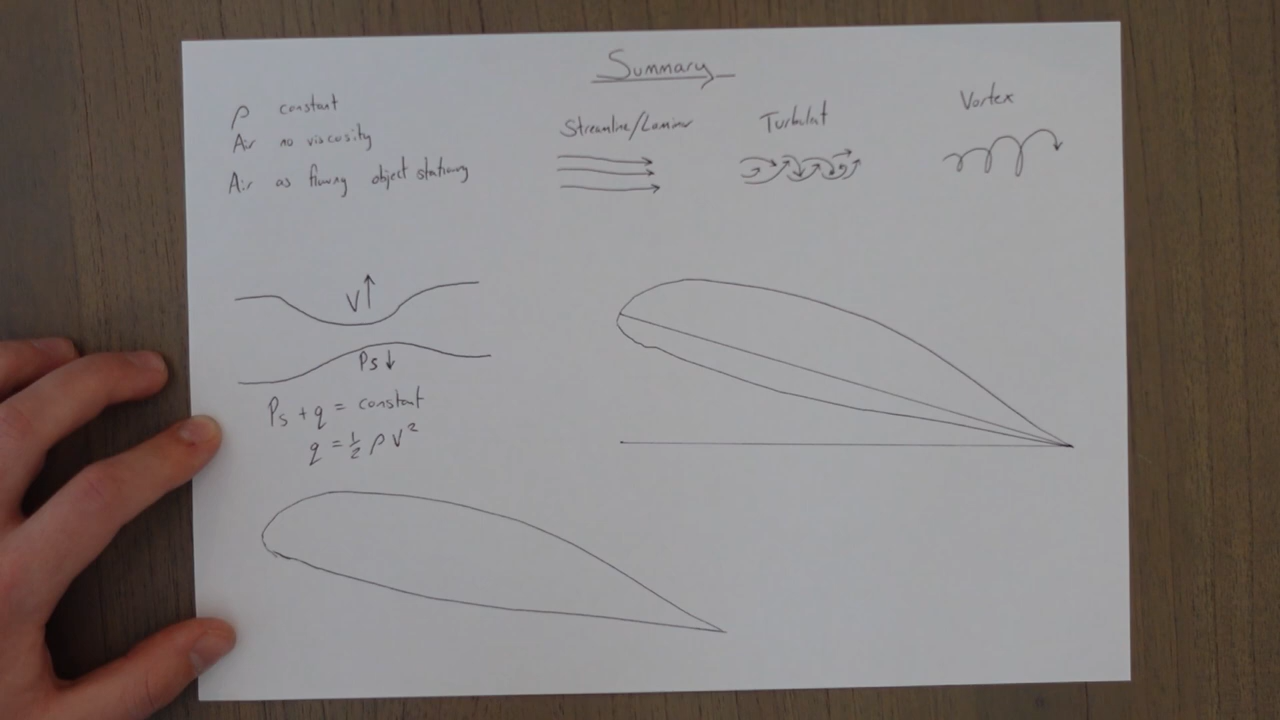 Summary
ρ constant
Air no viscosity
Air as flowing object stationary
Streamline/Laminar
Turbulent
Vortex
V↑
Ps↓
Ps + q = constant
q = ½ ρ V²